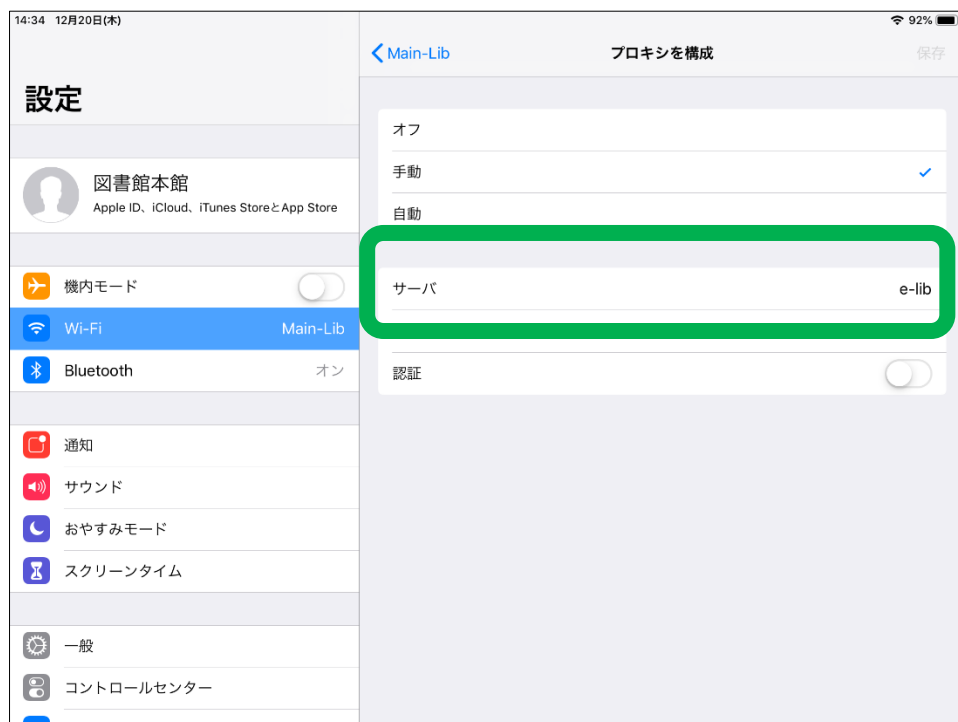 14:34 12月20日(木)
92%
設定
図書館本館
Apple ID、iCloud、iTunes StoreとApp Store
機内モード
Wi-Fi Main-Lib
Bluetooth オン
通知
サウンド
おやすみモード
スクリーンタイム
一般
コントロールセンター
Main-Lib プロキシを構成 保存
オフ
手動
自動
サーバ e-lib
認証